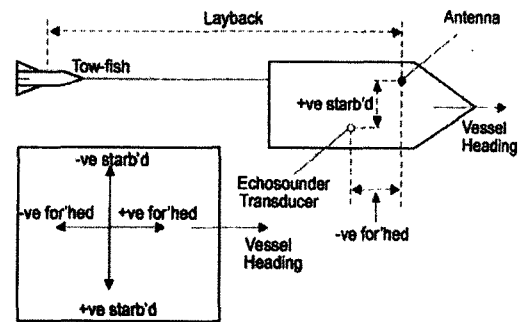 Layback
Antenna
Tow-fish
+ve starb'd
Vessel
Heading
-ve starb'd
Echosounder
Transducer
-ve for'hed
+ve for'hed
-ve for'hed
Vessel
Heading
+ve starb'd